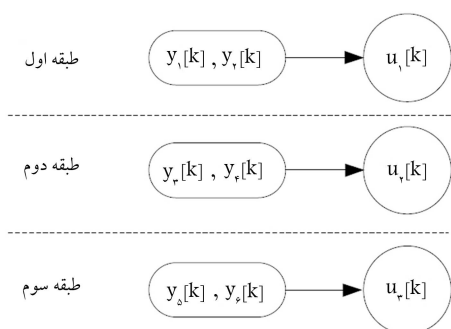 طبقه اول y۱[k] , y۲[k] u۱[k]
طبقه دوم y۳[k] , y۴[k] u۲[k]
طبقه سوم y۵[k] , y۶[k] u۳[k]